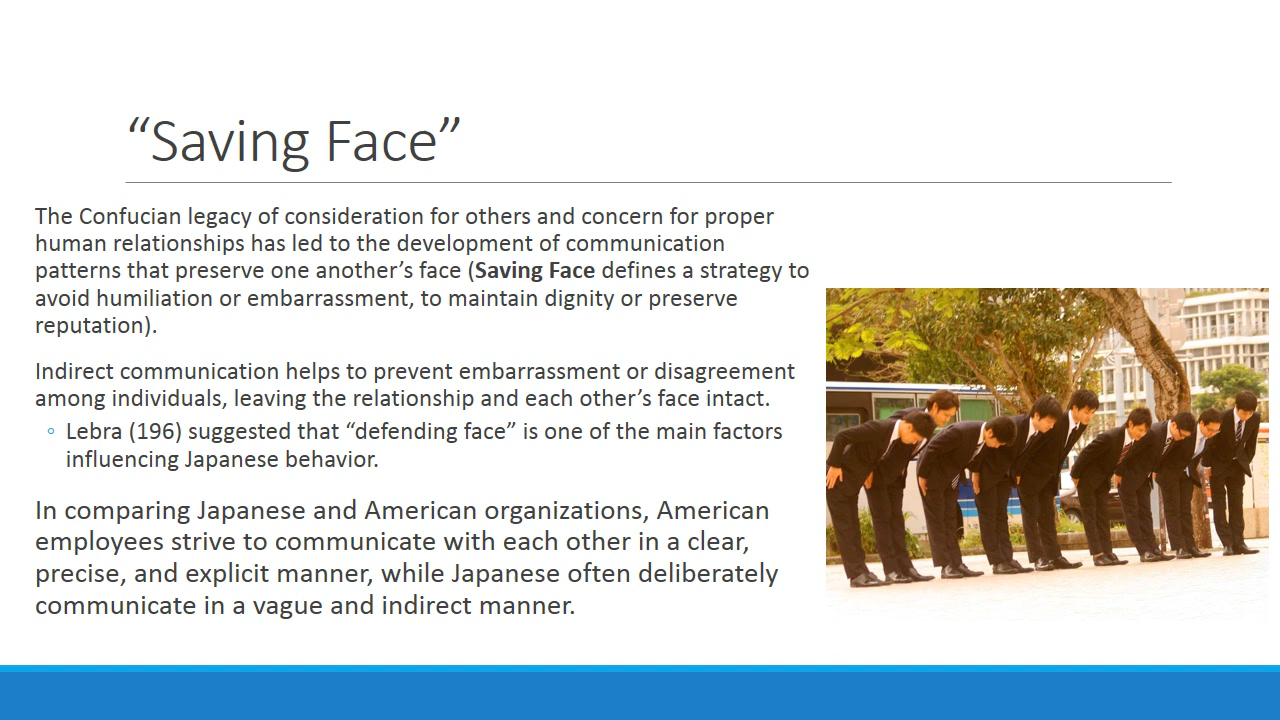 “Saving Face”
The Confucian legacy of consideration for others and concern for proper
human relationships has led to the development of communication
patterns that preserve one another’s face (Saving Face defines a strategy to
avoid humiliation or embarrassment, to maintain dignity or preserve
reputation).
Indirect communication helps to prevent embarrassment or disagreement
among individuals, leaving the relationship and each other’s face intact.
◦ Lebra (196) suggested that “defending face” is one of the main factors
influencing Japanese behavior.
In comparing Japanese and American organizations, American
employees strive to communicate with each other in a clear,
precise, and explicit manner, while Japanese often deliberately
communicate in a vague and indirect manner.